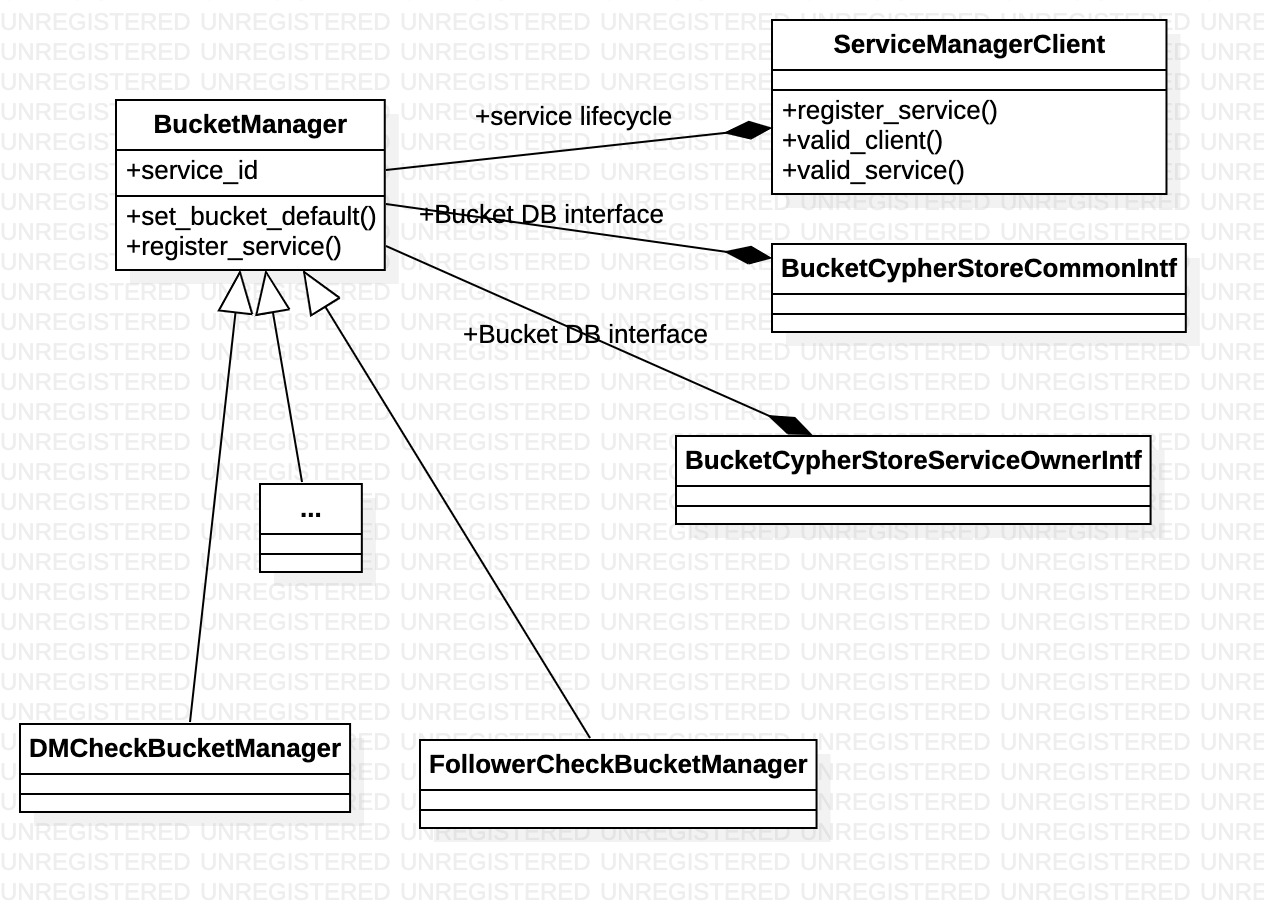 ServiceManagerClient
+register_service()
+valid_client()
+valid_service()
BucketManager
+service_id
+set_bucket_default()
+register_service()
+service lifecycle
+Bucket DB interface
BucketCypherStoreCommonIntf
+Bucket DB interface
BucketCypherStoreServiceOwnerIntf
...
DMCheckBucketManager
FollowerCheckBucketManager
UNREGISTERED